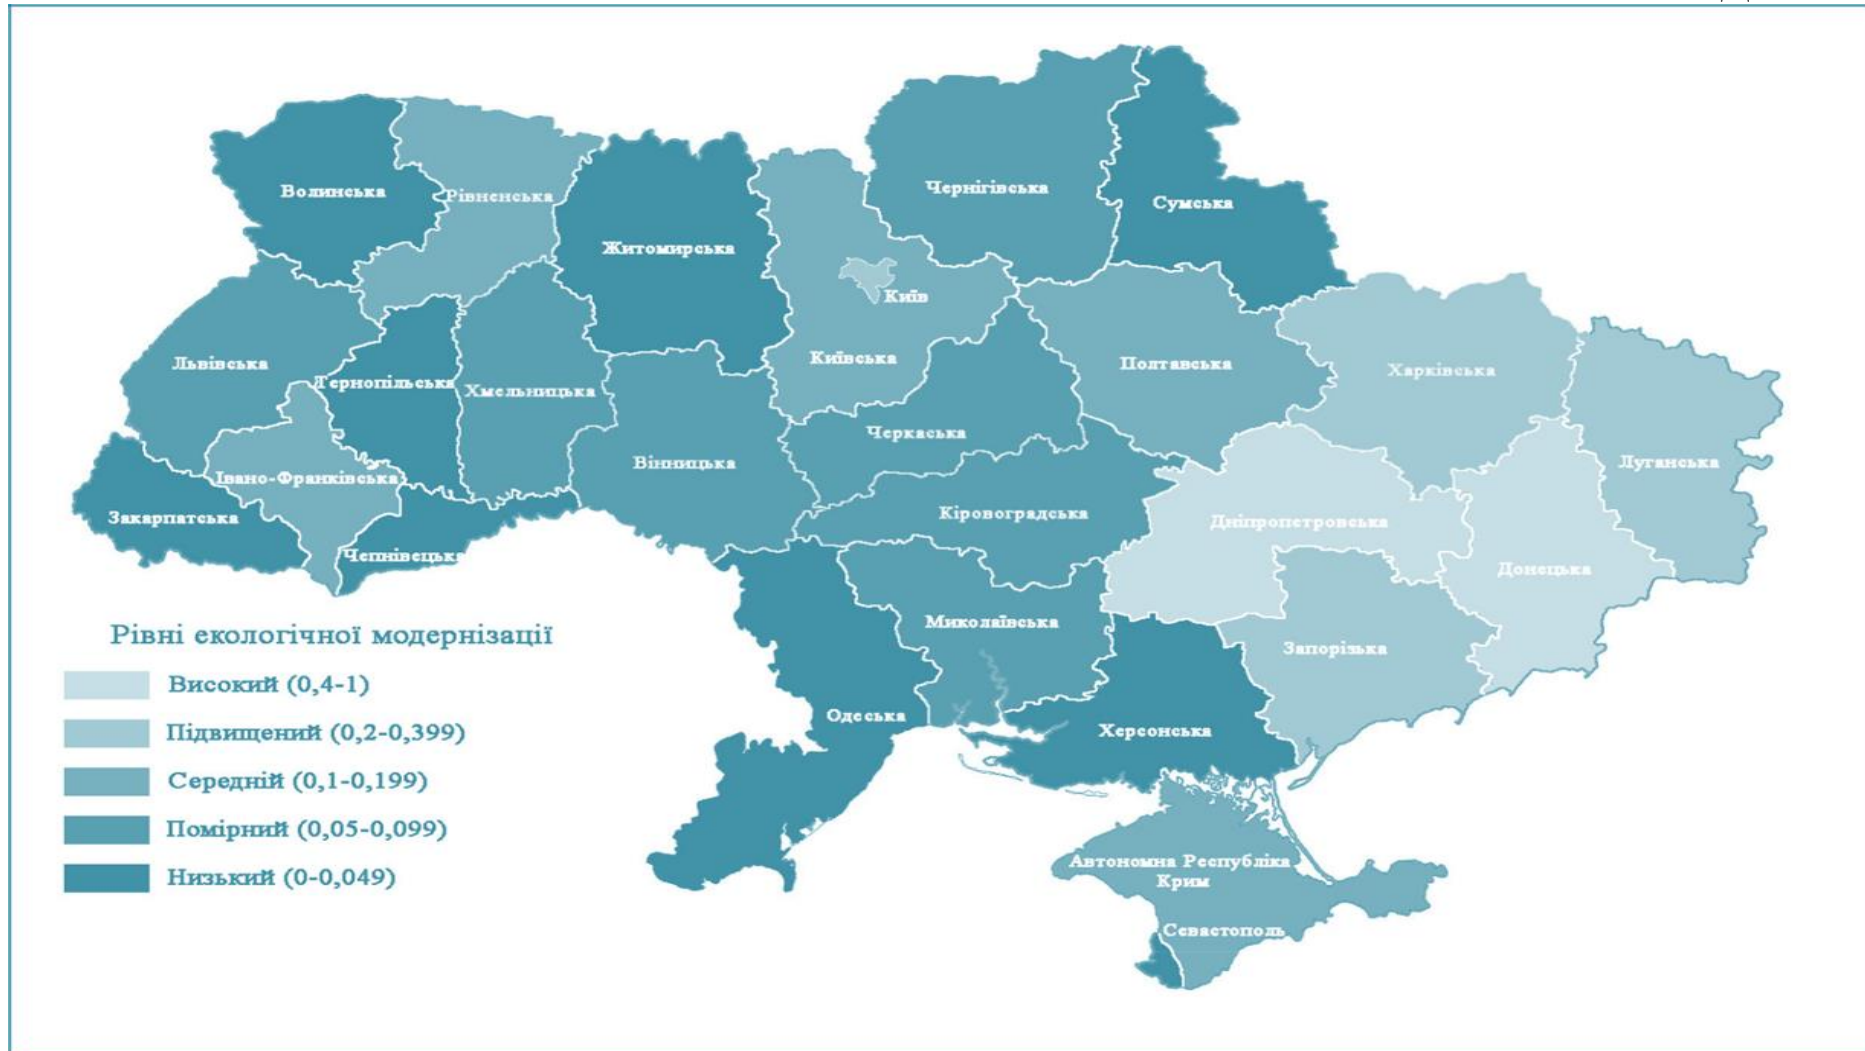 Волинська
Рівненська
Житомирська
Чернігівська
Сумська
Київ
Київська
Львівська
Тернопільська
Хмельницька
Полтавська
Харківська
Черкаська
Вінницька
Луганська
Івано-Франківська
Закарпатська
Чепнівецька
Кіровоградська
Дніпропетровська
Донецька
Миколаївська
Запорізька
Одеська
Херсонська
Автономна Республіка
Крим
Севастополь
Рівні екологічної модернізації
Високий (0,4-1)
Підвищений (0,2-0,399)
Середній (0,1-0,199)
Помірний (0,05-0,099)
Низький (0-0,049)